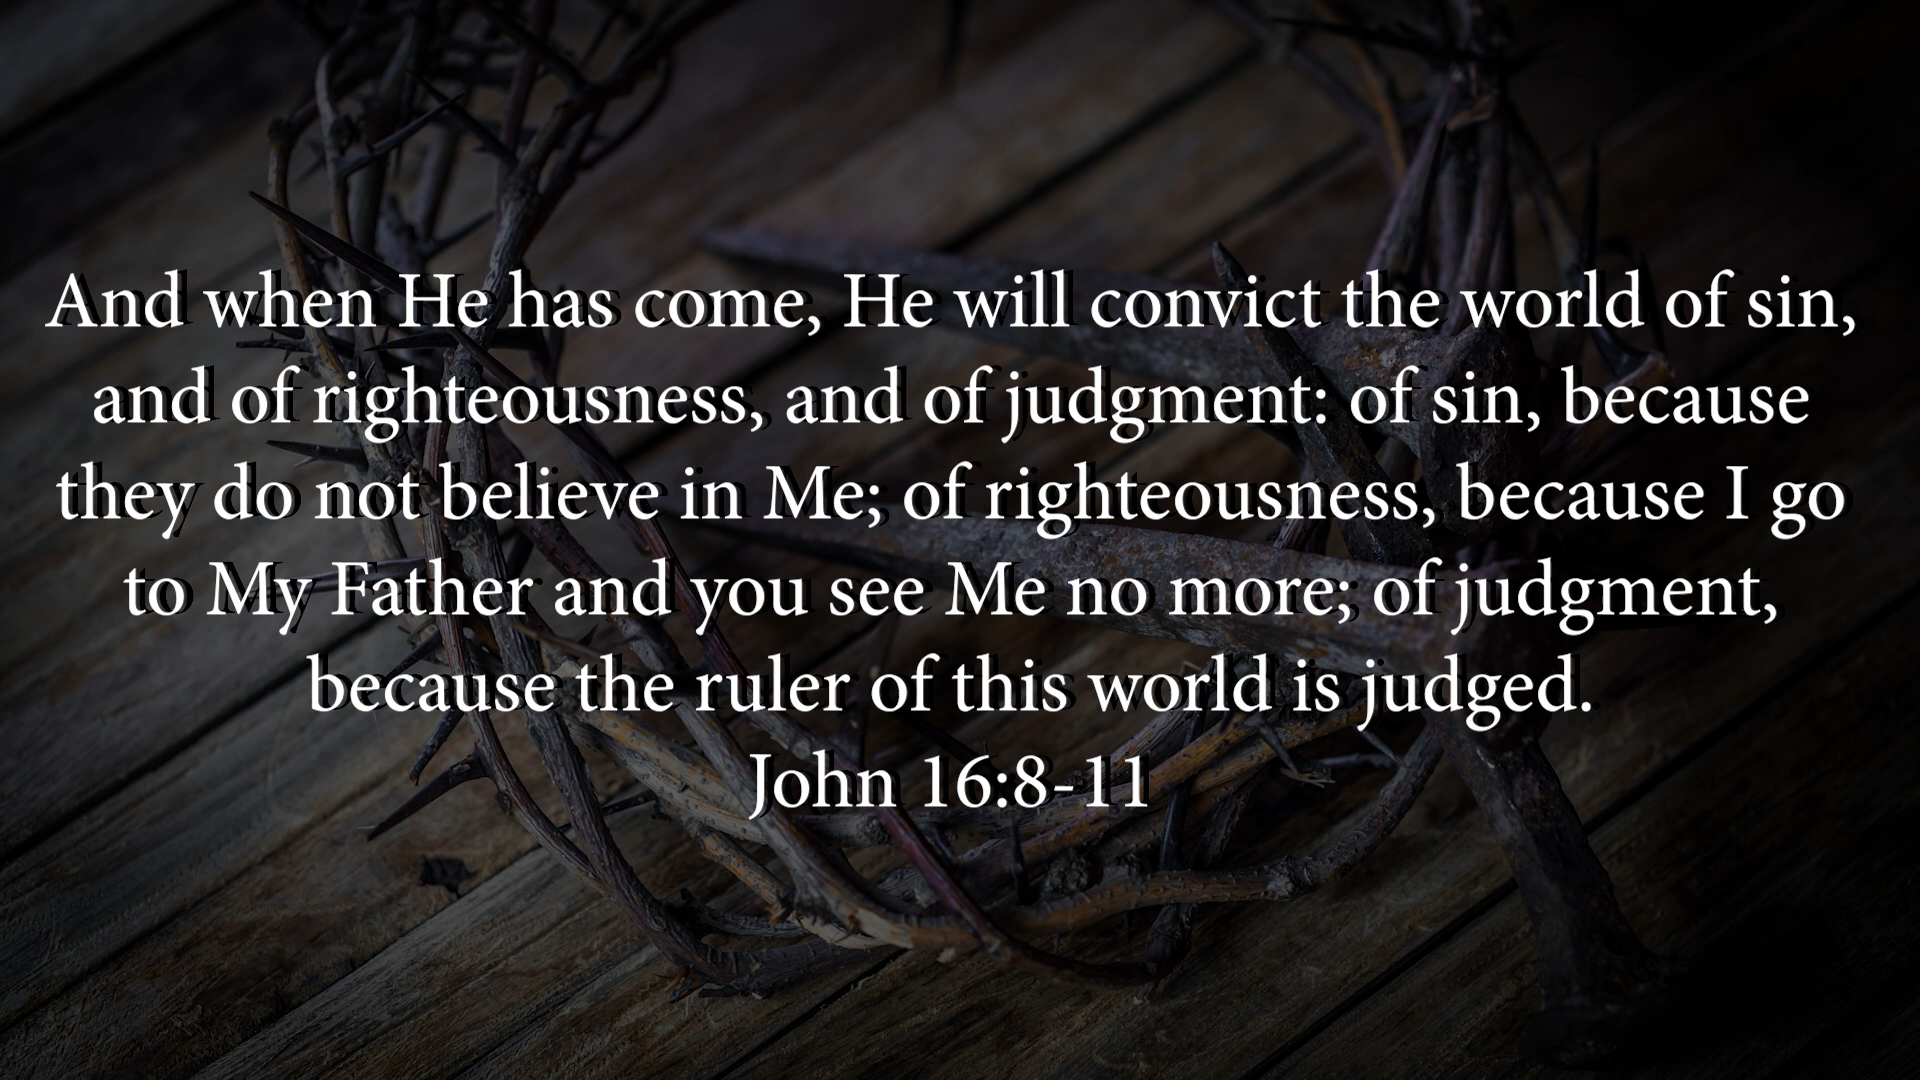 And when He has come, He will convict the world of sin,
and of righteousness, and of judgment: of sin, because
they do not believe in Me; of righteousness, because I go
to My Father and you see Me no more; of judgment,
because the ruler of this world is judged.
John 16:8-11